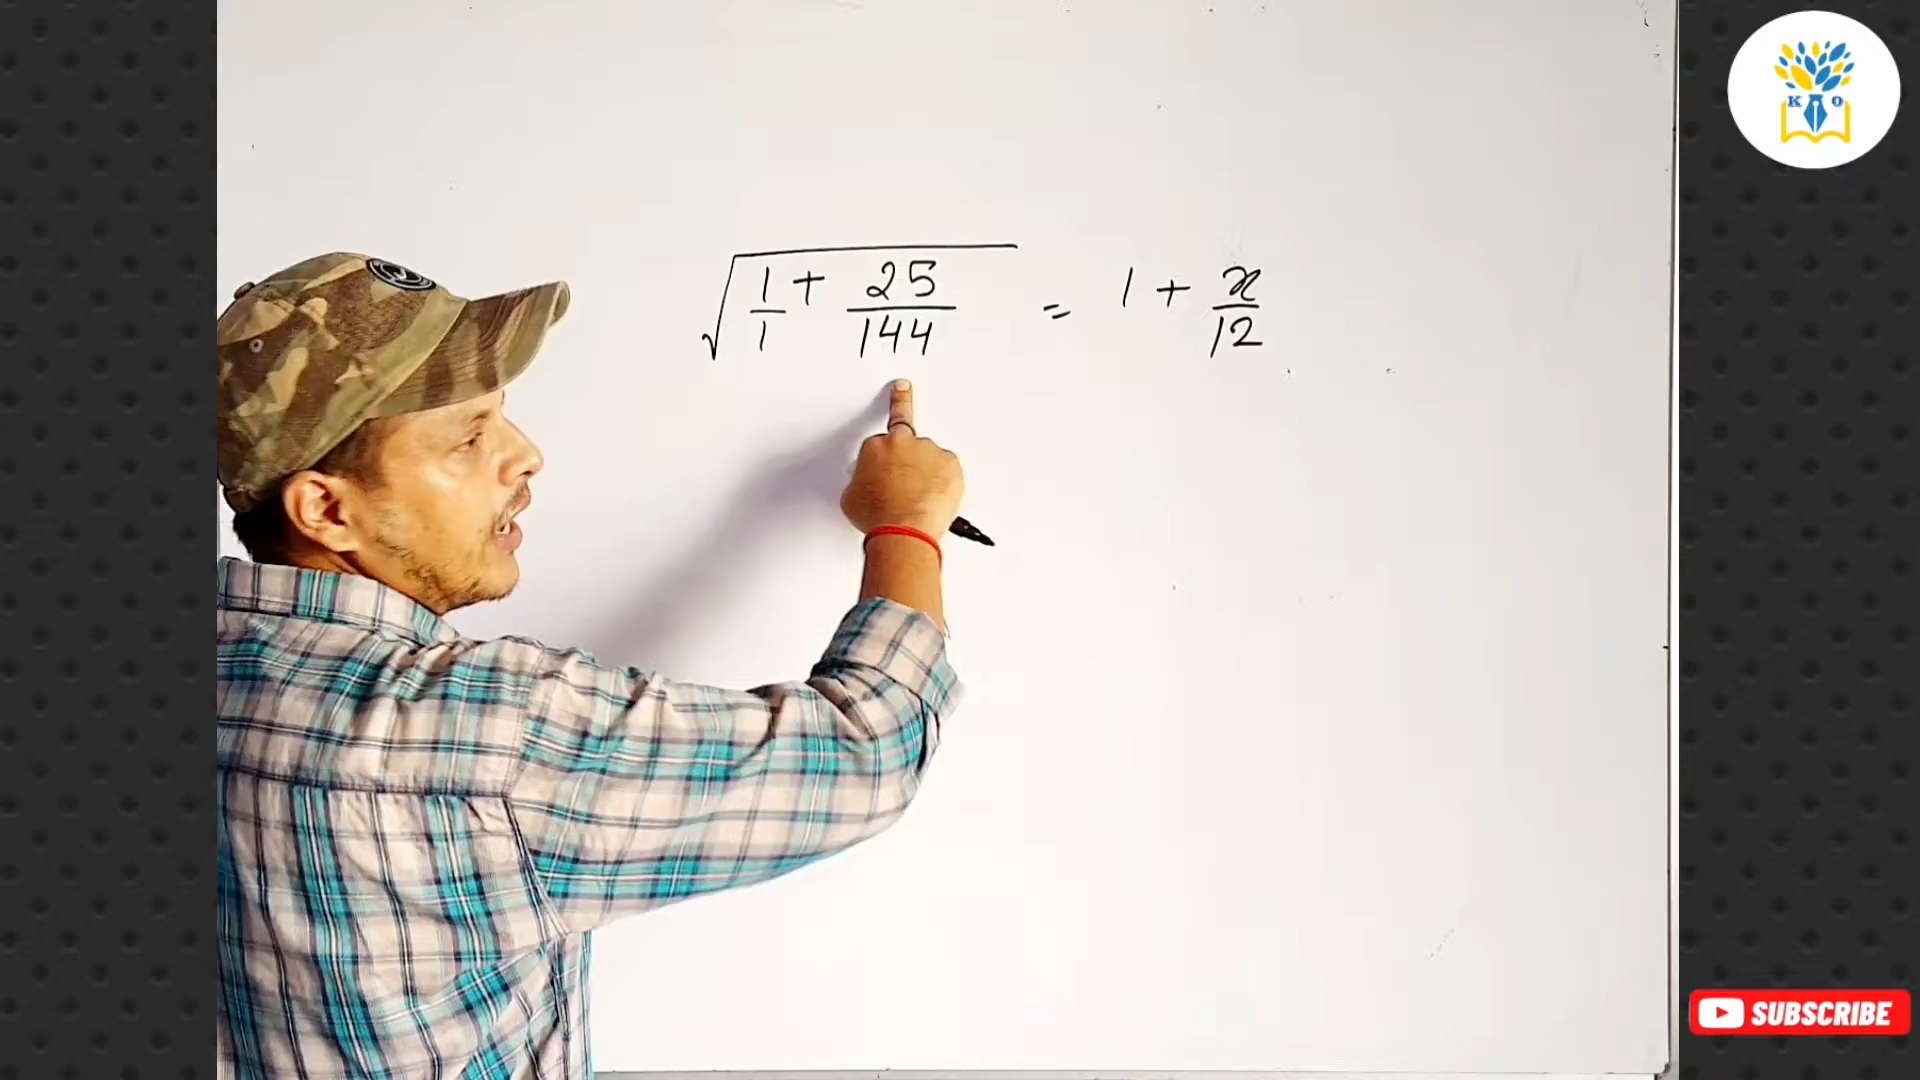 √(1/1 + 25/144) = 1 + x/12
K O
SUBSCRIBE